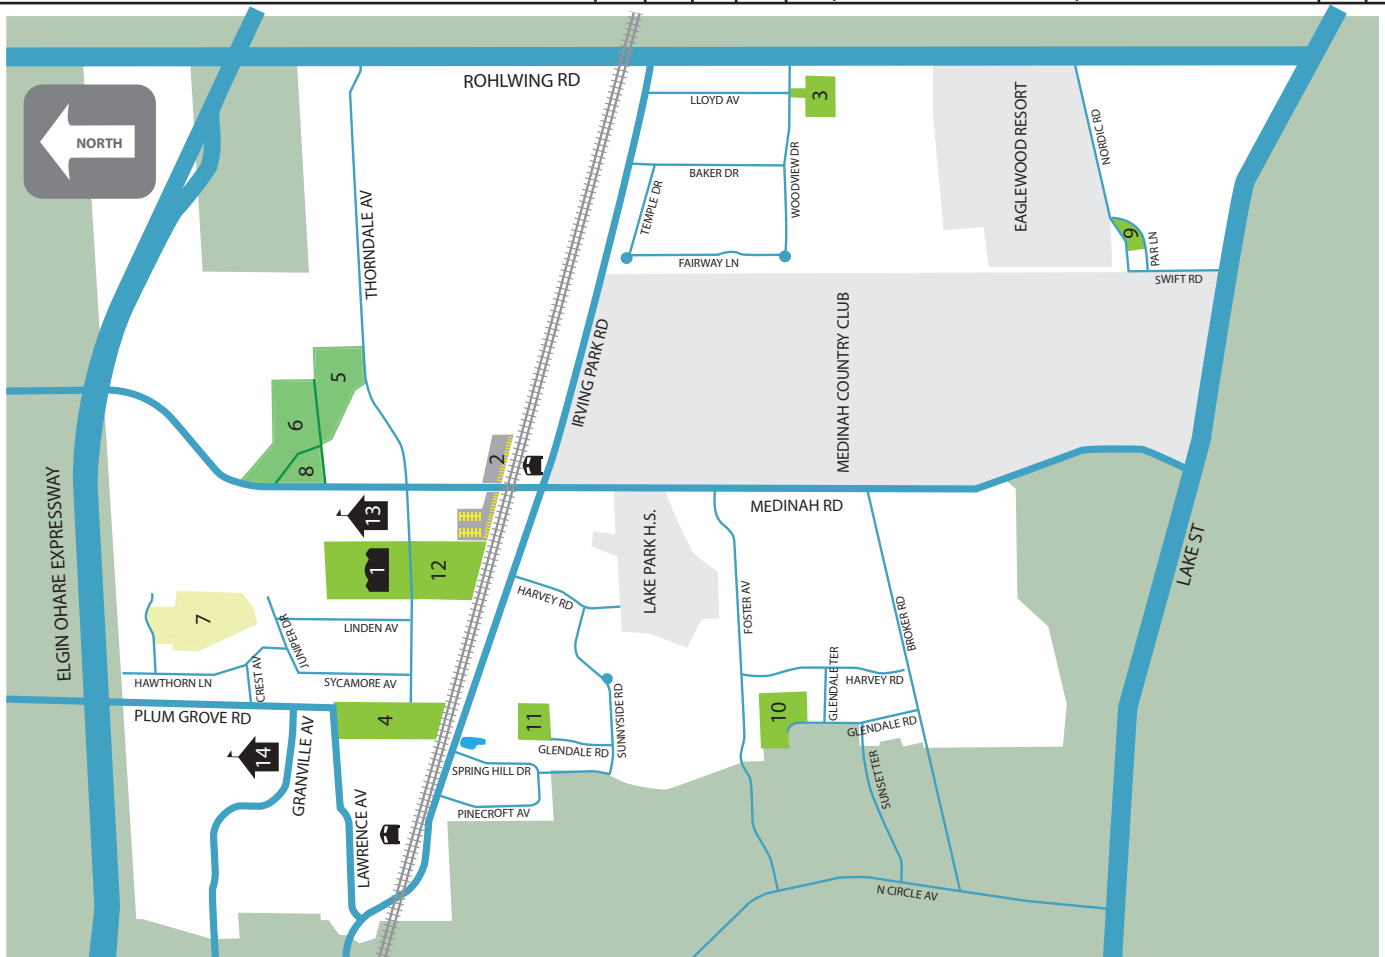 ROHLWING RD
NORTH
LLOYD AV
3
BAKER DR
TEMPLE DR
WOODVIEW DR
FAIRWAY LN
EAGLEWOOD RESORT
NORDIC RD
9
PAR LN
SWIFT RD
THORNDALE AV
IRVING PARK RD
MEDINAH COUNTRY CLUB
5
6
8
2
ELGIN OHARE EXPRESSWAY
MEDINAH RD
LAKE ST
13
1
12
LAKE PARK H.S.
HARVEY RD
FOSTER AV
BROKER RD
7
LINDEN AV
JUNIPER DR
HAWTHORN LN
CREST AV
SYCAMORE AV
PLUM GROVE RD
4
11
GLENDALE RD
SUNNYSIDE RD
10
GLENDALE TER
HARVEY RD
GLENDALE RD
SUNSET TER
14
GRANVILLE AV
LAWRENCE AV
SPRING HILL DR
PINECROFT AV
N CIRCLE AV